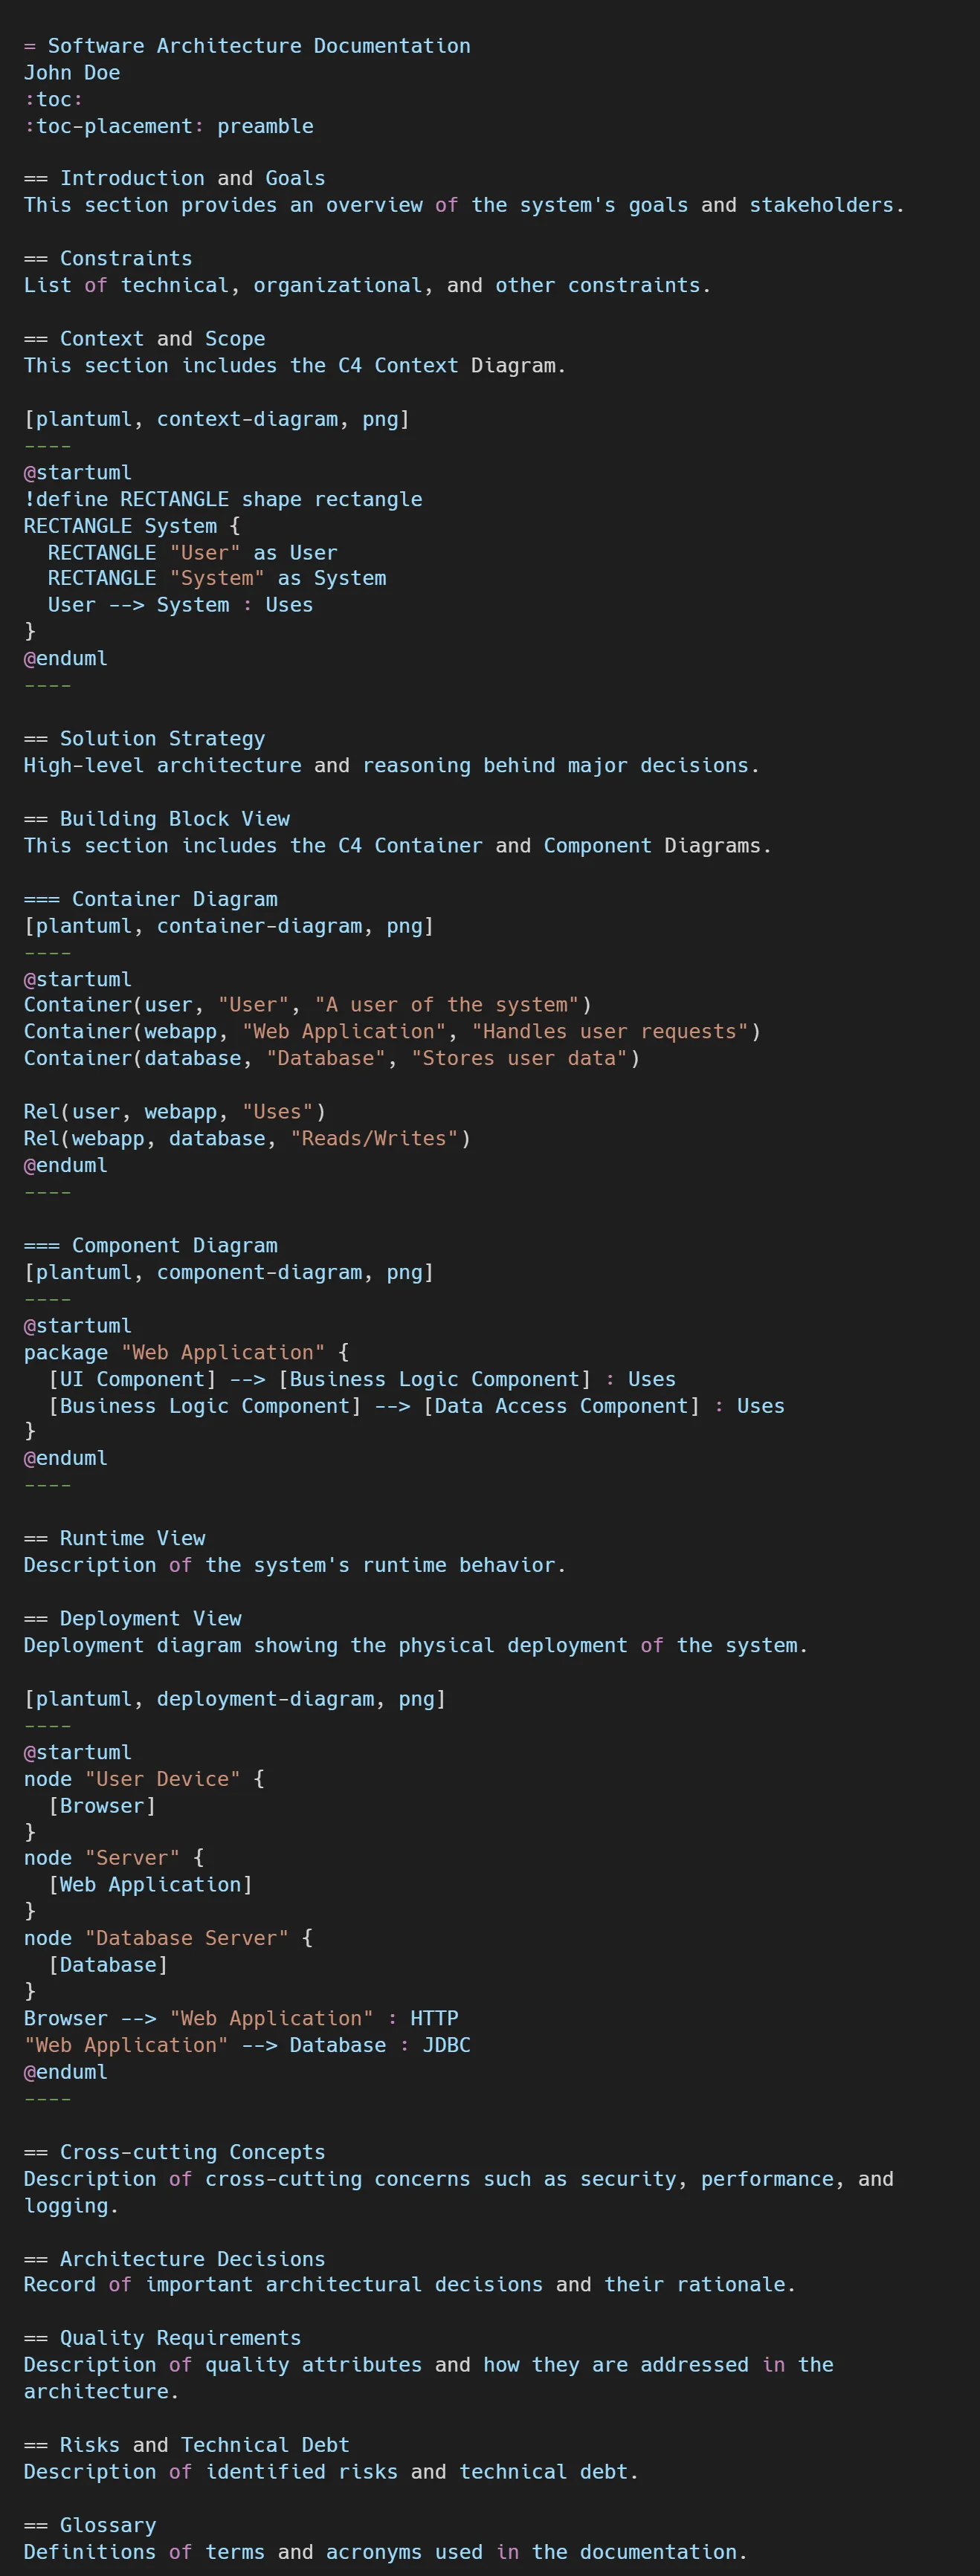 = Software Architecture Documentation
John Doe
:toc:
:toc-placement: preamble

== Introduction and Goals
This section provides an overview of the system's goals and stakeholders.

== Constraints
List of technical, organizational, and other constraints.

== Context and Scope
This section includes the C4 Context Diagram.

[plantuml, context-diagram, png]
----
@startuml
!define RECTANGLE shape rectangle
RECTANGLE System {
  RECTANGLE "User" as User
  RECTANGLE "System" as System
  User --> System : Uses
}
@enduml
----

== Solution Strategy
High-level architecture and reasoning behind major decisions.

== Building Block View
This section includes the C4 Container and Component Diagrams.

=== Container Diagram
[plantuml, container-diagram, png]
----
@startuml
Container(user, "User", "A user of the system")
Container(webapp, "Web Application", "Handles user requests")
Container(database, "Database", "Stores user data")

Rel(user, webapp, "Uses")
Rel(webapp, database, "Reads/Writes")
@enduml
----

=== Component Diagram
[plantuml, component-diagram, png]
----
@startuml
package "Web Application" {
  [UI Component] --> [Business Logic Component] : Uses
  [Business Logic Component] --> [Data Access Component] : Uses
}
@enduml
----

== Runtime View
Description of the system's runtime behavior.

== Deployment View
Deployment diagram showing the physical deployment of the system.

[plantuml, deployment-diagram, png]
----
@startuml
node "User Device" {
  [Browser]
}
node "Server" {
  [Web Application]
}
node "Database Server" {
  [Database]
}
Browser --> "Web Application" : HTTP
"Web Application" --> Database : JDBC
@enduml
----

== Cross-cutting Concepts
Description of cross-cutting concerns such as security, performance, and
logging.

== Architecture Decisions
Record of important architectural decisions and their rationale.

== Quality Requirements
Description of quality attributes and how they are addressed in the
architecture.

== Risks and Technical Debt
Description of identified risks and technical debt.

== Glossary
Definitions of terms and acronyms used in the documentation.